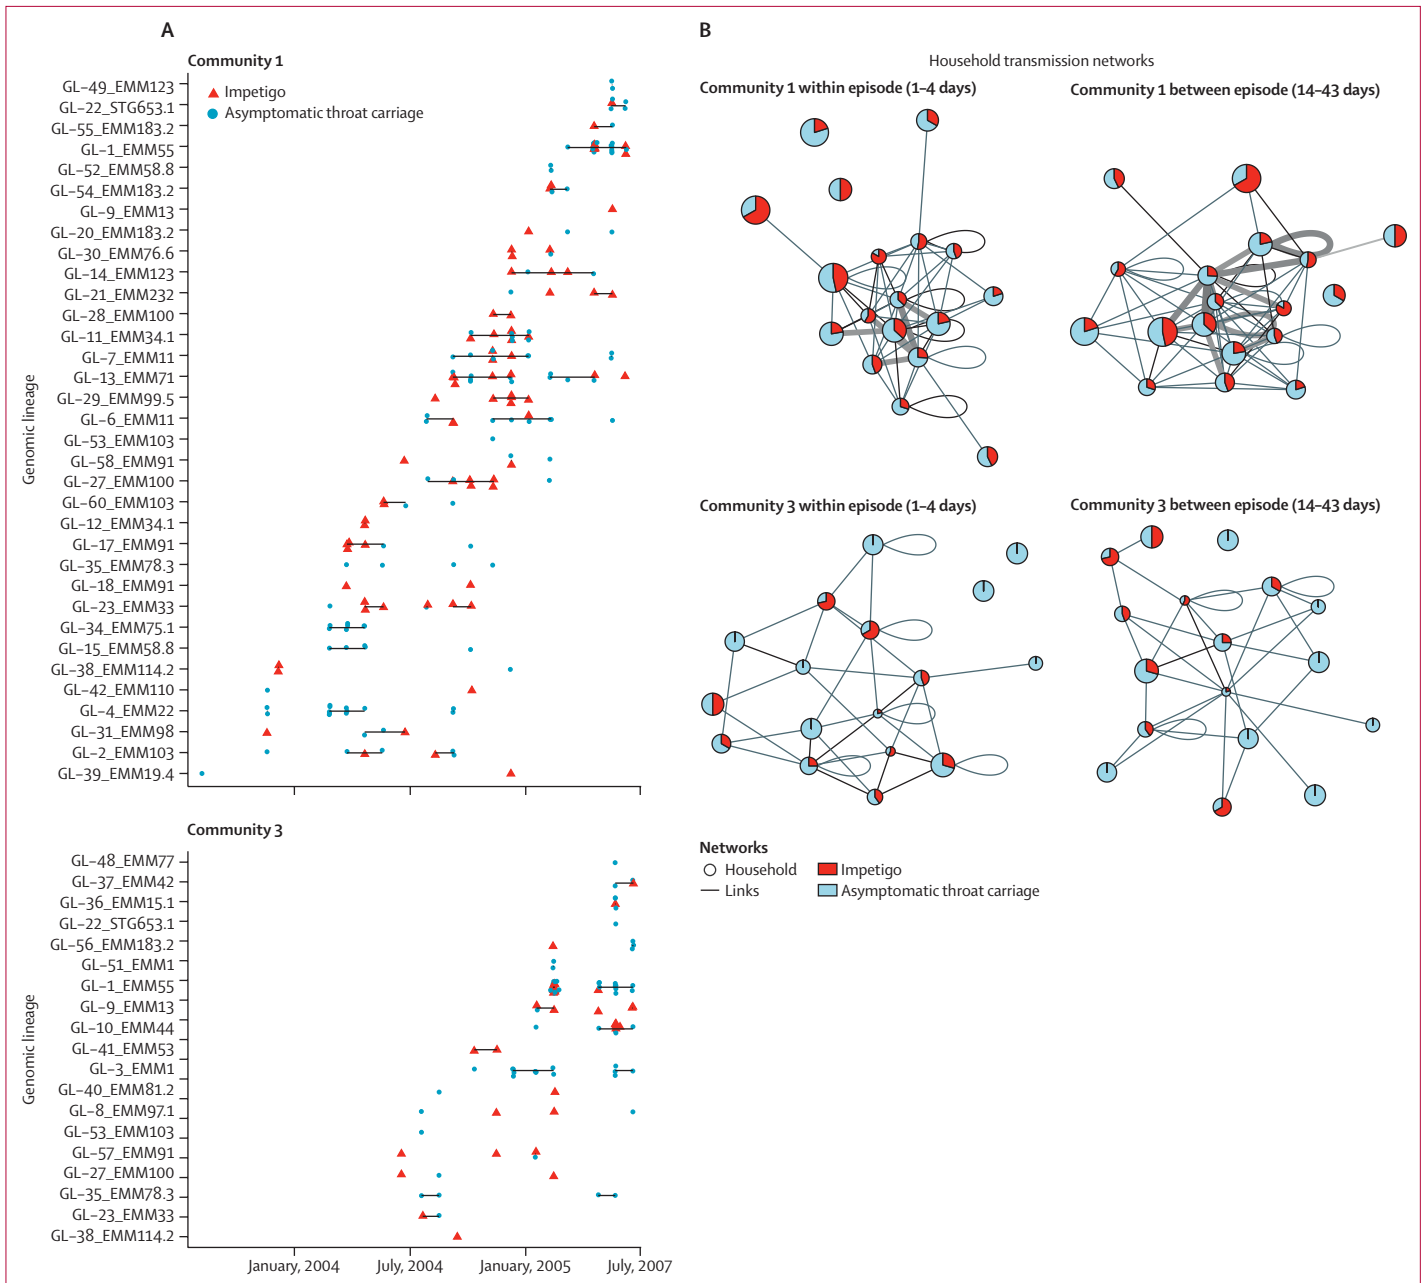 A
Community 1
Impetigo
Asymptomatic throat carriage
Genomic lineage
GL–49_EMM123
GL–22_STG653.1
GL–55_EMM183.2
GL–1_EMM55
GL–52_EMM58.8
GL–54_EMM183.2
GL–9_EMM13
GL–20_EMM183.2
GL–30_EMM76.6
GL–14_EMM123
GL–21_EMM232
GL–28_EMM100
GL–11_EMM34.1
GL–7_EMM11
GL–13_EMM71
GL–29_EMM99.5
GL–6_EMM11
GL–53_EMM103
GL–58_EMM91
GL–27_EMM100
GL–60_EMM103
GL–12_EMM34.1
GL–17_EMM91
GL–35_EMM78.3
GL–18_EMM91
GL–23_EMM33
GL–34_EMM75.1
GL–15_EMM58.8
GL–38_EMM114.2
GL–42_EMM110
GL–4_EMM22
GL–31_EMM98
GL–2_EMM103
GL–39_EMM19.4
Community 3
Genomic lineage
GL–48_EMM77
GL–37_EMM42
GL–36_EMM15.1
GL–22_STG653.1
GL–56_EMM183.2
GL–51_EMM1
GL–1_EMM55
GL–9_EMM13
GL–10_EMM44
GL–41_EMM53
GL–3_EMM1
GL–40_EMM81.2
GL–8_EMM97.1
GL–53_EMM103
GL–57_EMM91
GL–27_EMM100
GL–35_EMM78.3
GL–23_EMM33
GL–38_EMM114.2
January, 2004
July, 2004
January, 2005
July, 2007
B
Household transmission networks
Community 1 within episode (1–4 days)
Community 1 between episode (14–43 days)
Community 3 within episode (1–4 days)
Community 3 between episode (14–43 days)
Networks
Household
Links
Impetigo
Asymptomatic throat carriage